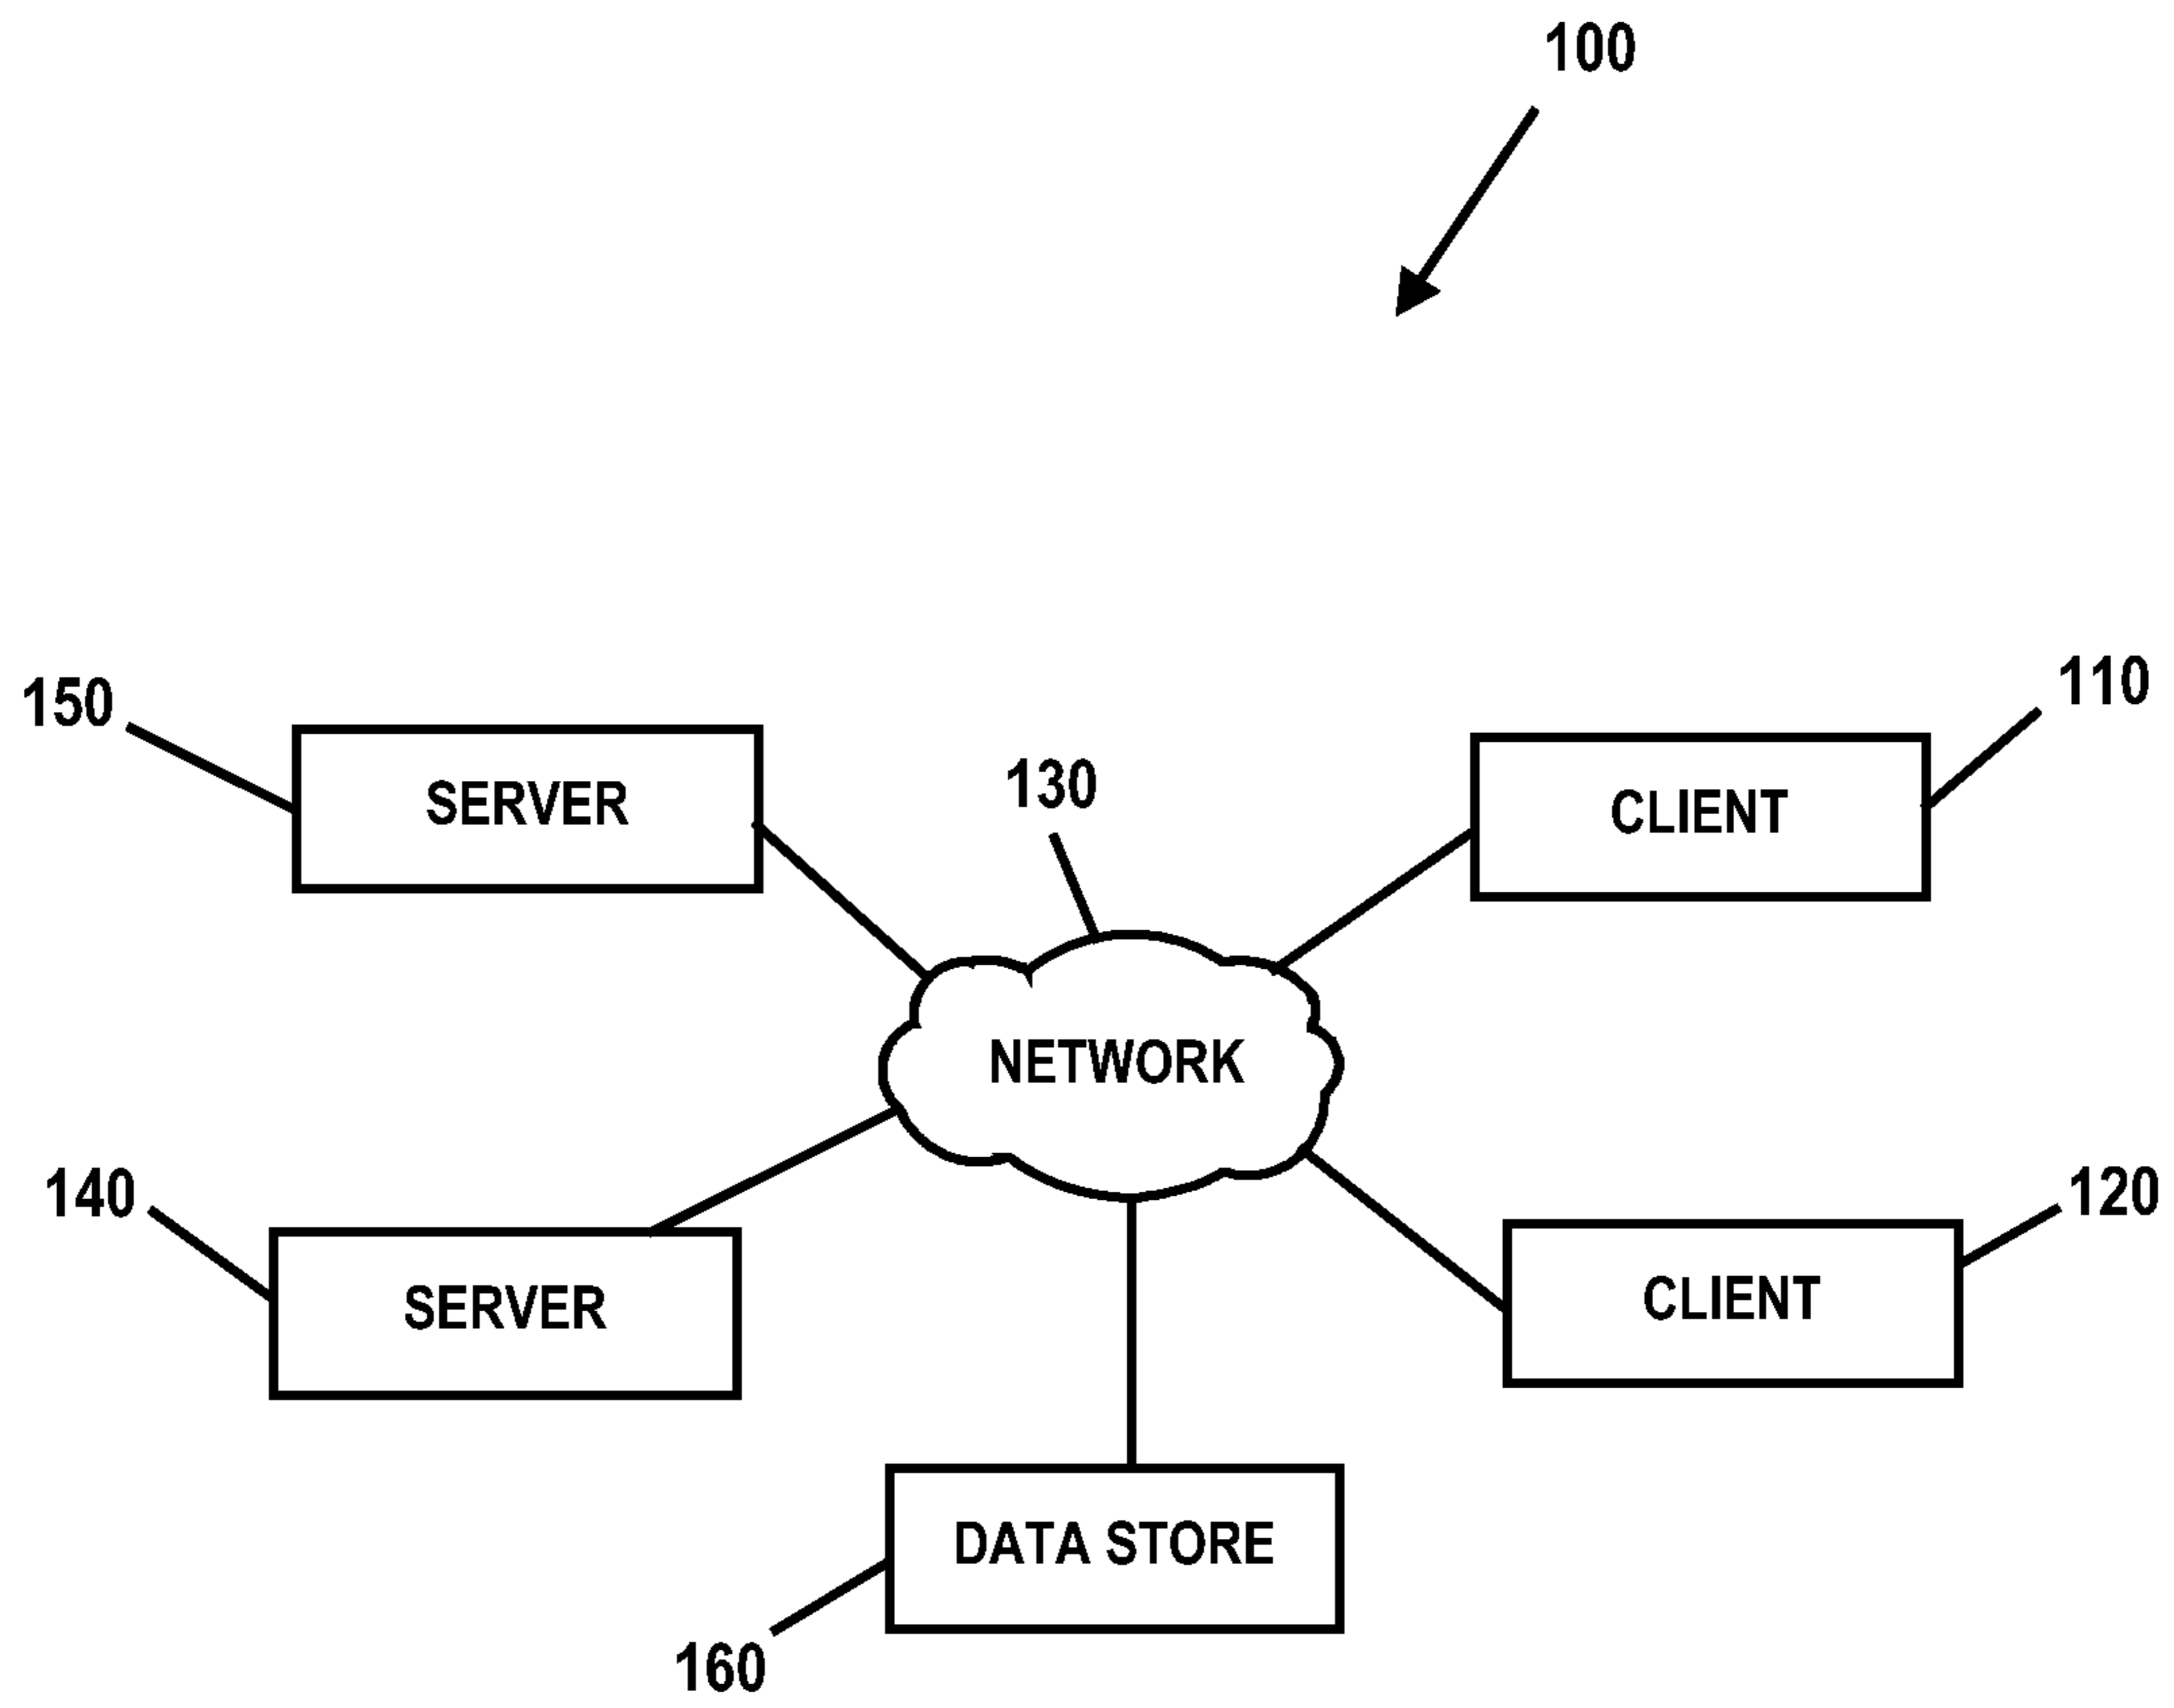 100
150
110
SERVER
130
CLIENT
NETWORK
140
120
SERVER
CLIENT
DATA STORE
160